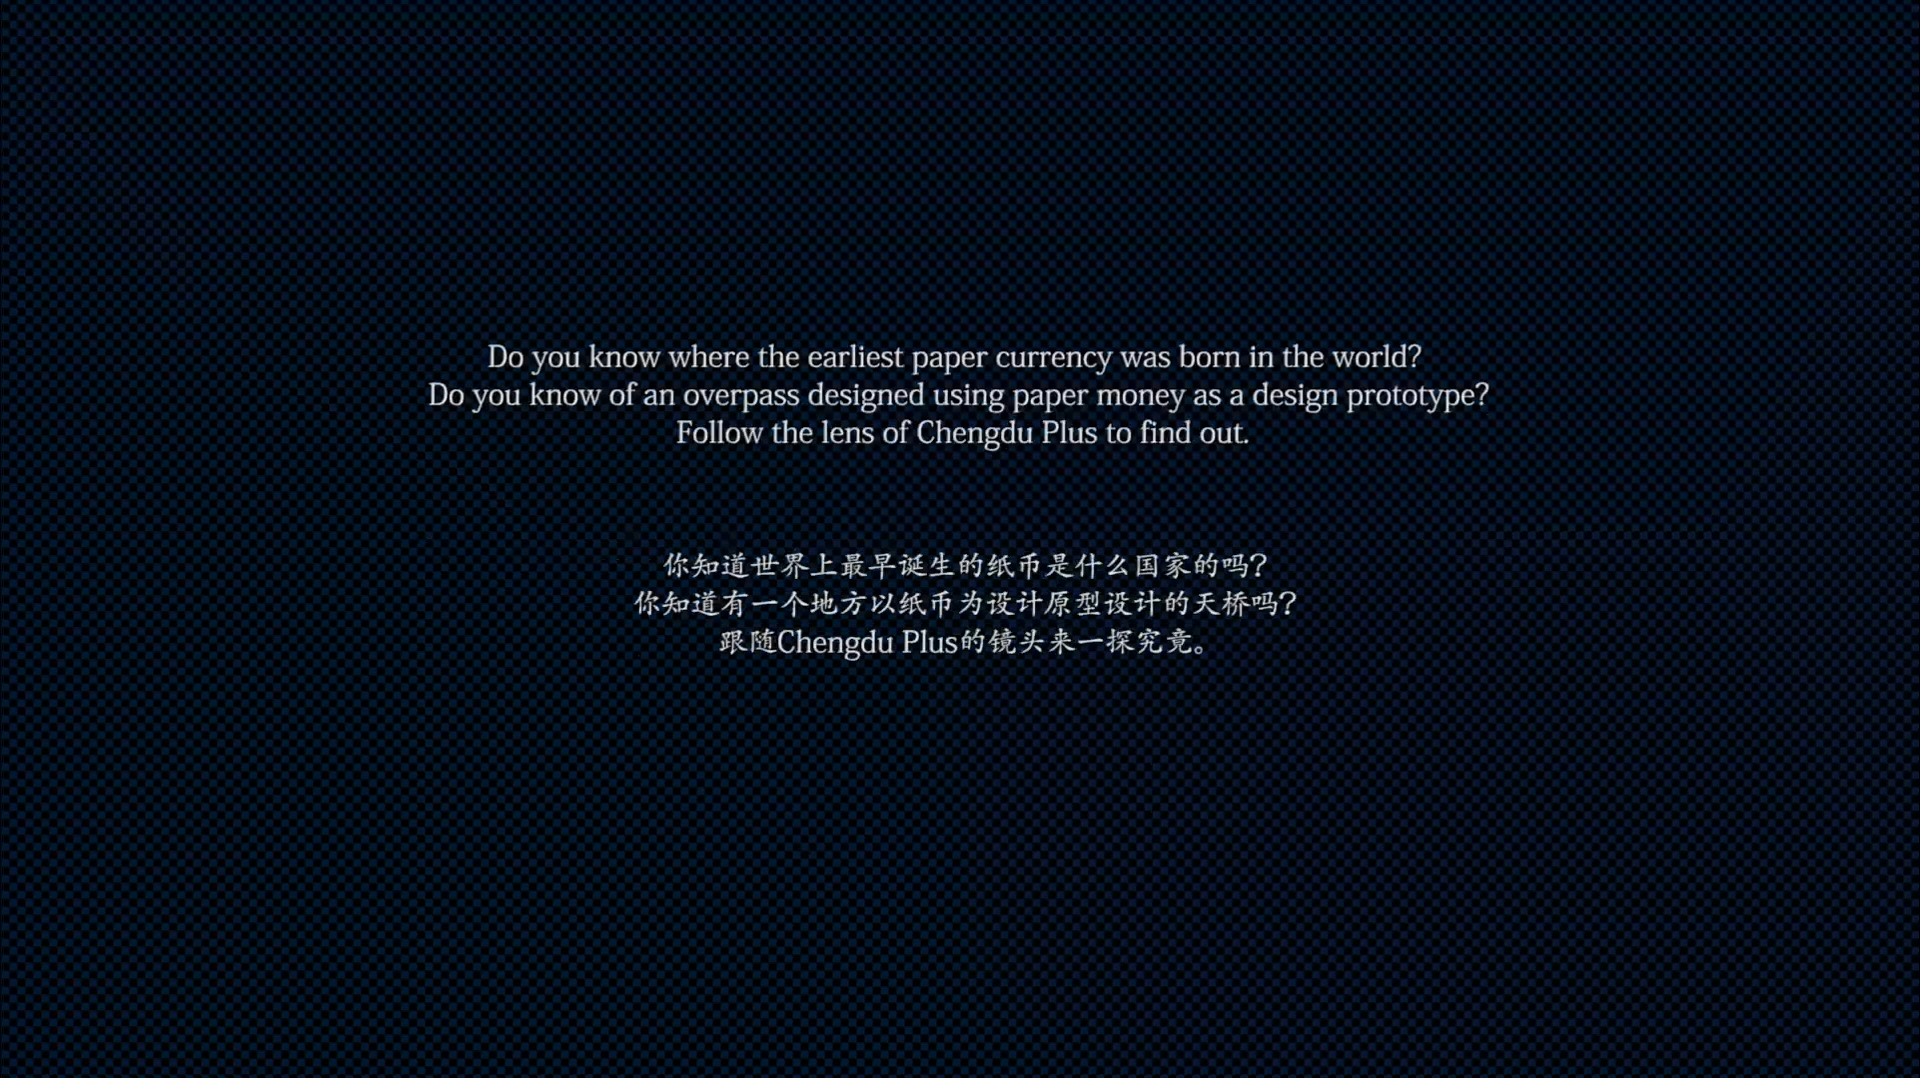 Do you know where the earliest paper currency was born in the world?
Do you know of an overpass designed using paper money as a design prototype?
Follow the lens of Chengdu Plus to find out.
你知道世界上最早诞生的纸币是什么国家的吗?
你知道有一个地方以纸币为设计原型设计的天桥吗?
跟随Chengdu Plus的镜头来一探究竟。